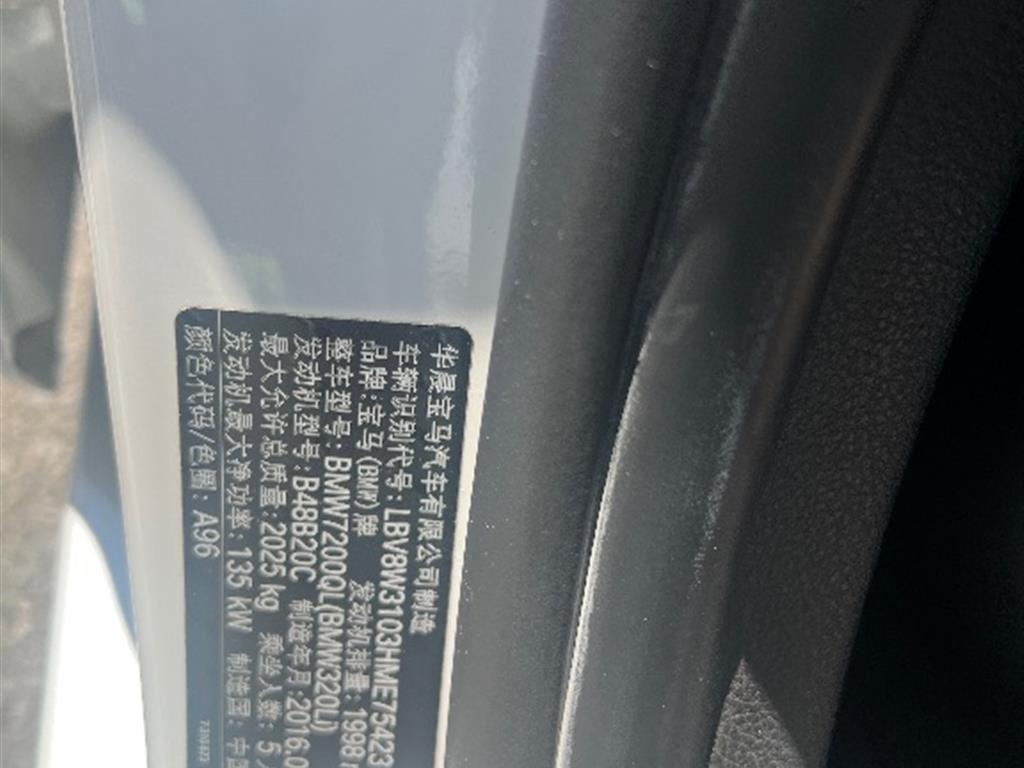 华晨宝马汽车有限公司制造
车辆识别代号:LBV8W3103HME75423
品牌:宝马(BMW)牌 发动机排量:1998
整车型号:BMW7200QL(BMW320Li)
发动机型号:B48B20C 制造年月:2016.0
最大允许总质量:2025 kg 乘坐人数:5
发动机最大净功率:135 kW 制造国:中国
颜色代码/色圈:A96